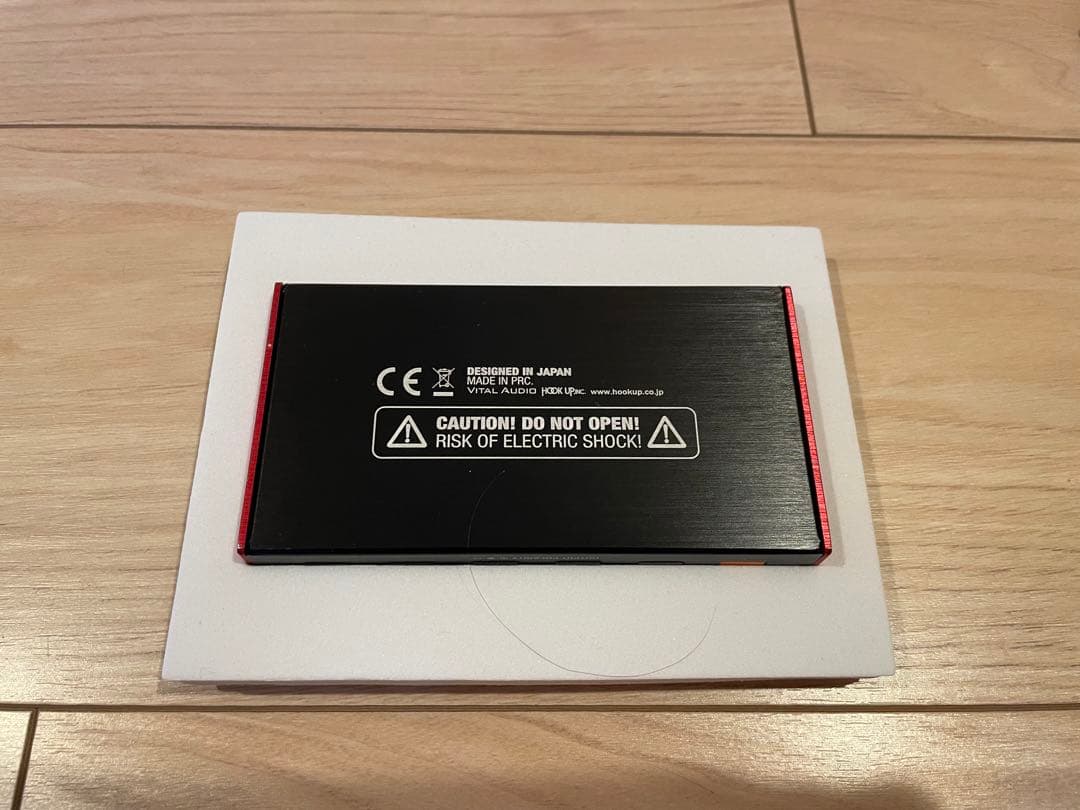 CE DESIGNED IN JAPAN
MADE IN PRC.
VITAL AUDIO HOOK UP,INC. www.hookup.co.jp
CAUTION! DO NOT OPEN!
RISK OF ELECTRIC SHOCK!